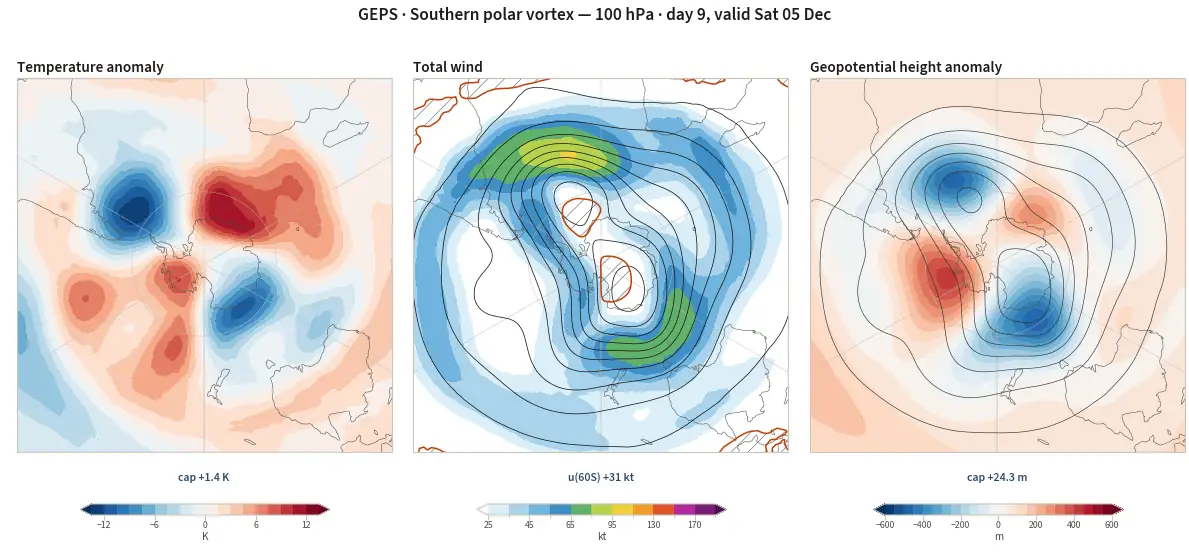 GEPS · Southern polar vortex — 100 hPa · day 9, valid Sat 05 Dec
Temperature anomaly
Total wind
Geopotential height anomaly
cap +1.4 K
u(60S) +31 kt
cap +24.3 m
−12 −6 0 6 12
K
25 45 65 95 130 170
kt
−600 −400 −200 0 200 400 600
m